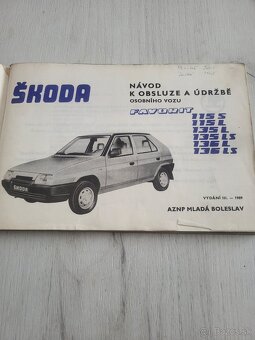 ŠKODA
NÁVOD
K OBSLUZE A ÚDRŽBĚ
OSOBNÍHO VOZU
FAVORIT
115 S
115 L
135 L
135 LS
136 L
136 LS
VYDÁNÍ III. — 1989
AZNP MLADÁ BOLESLAV